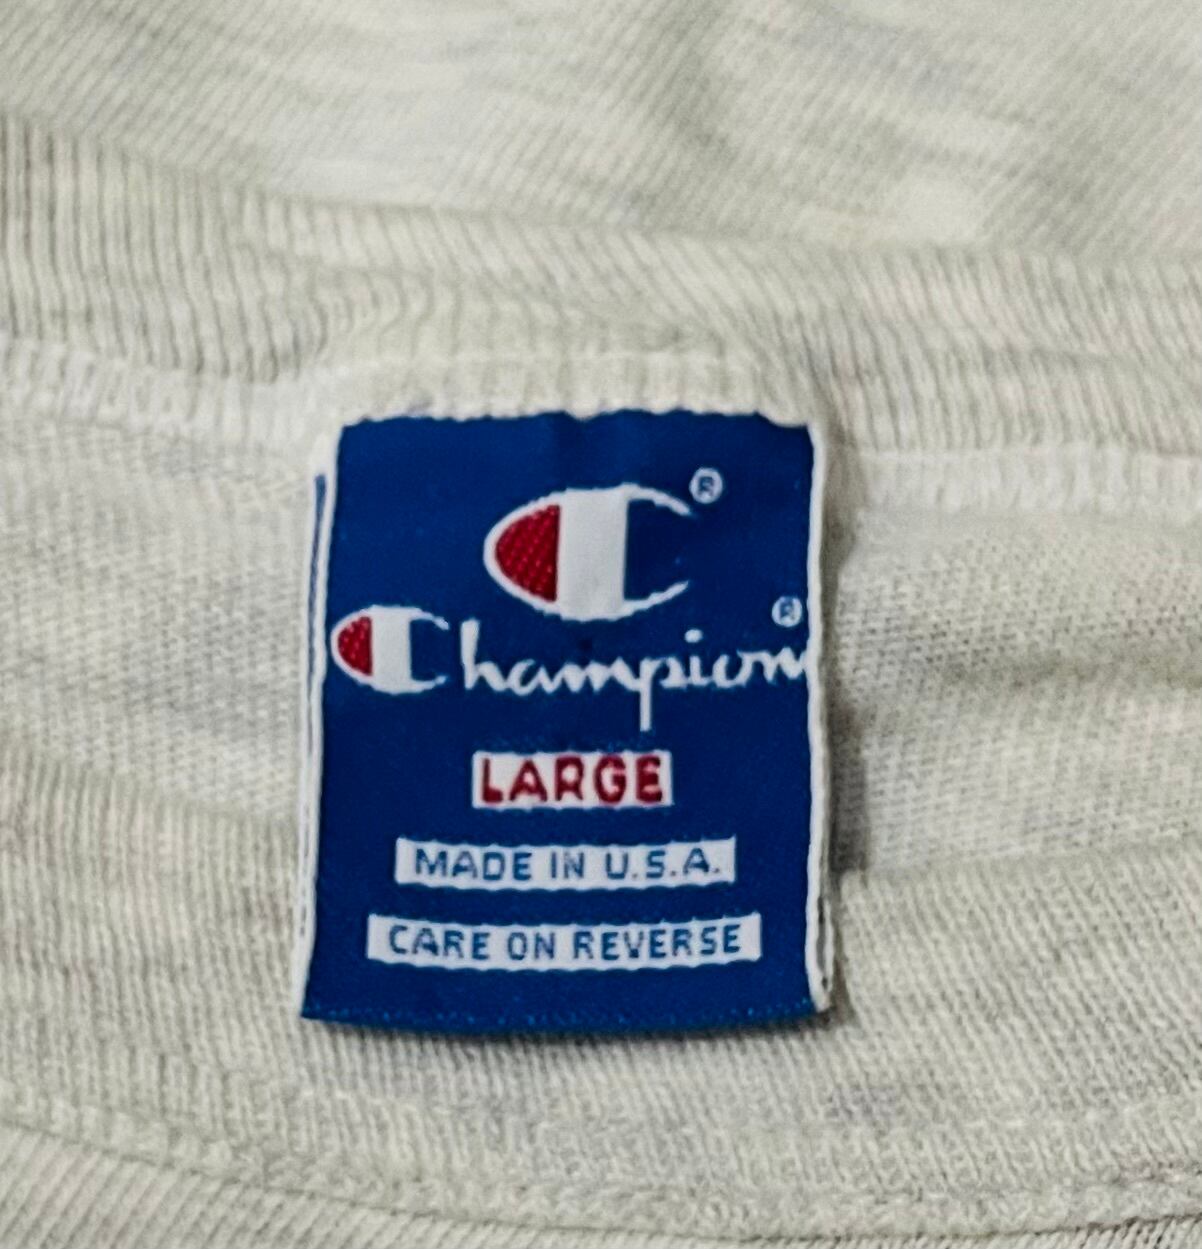 C®
Champion®
LARGE
MADE IN U.S.A.
CARE ON REVERSE